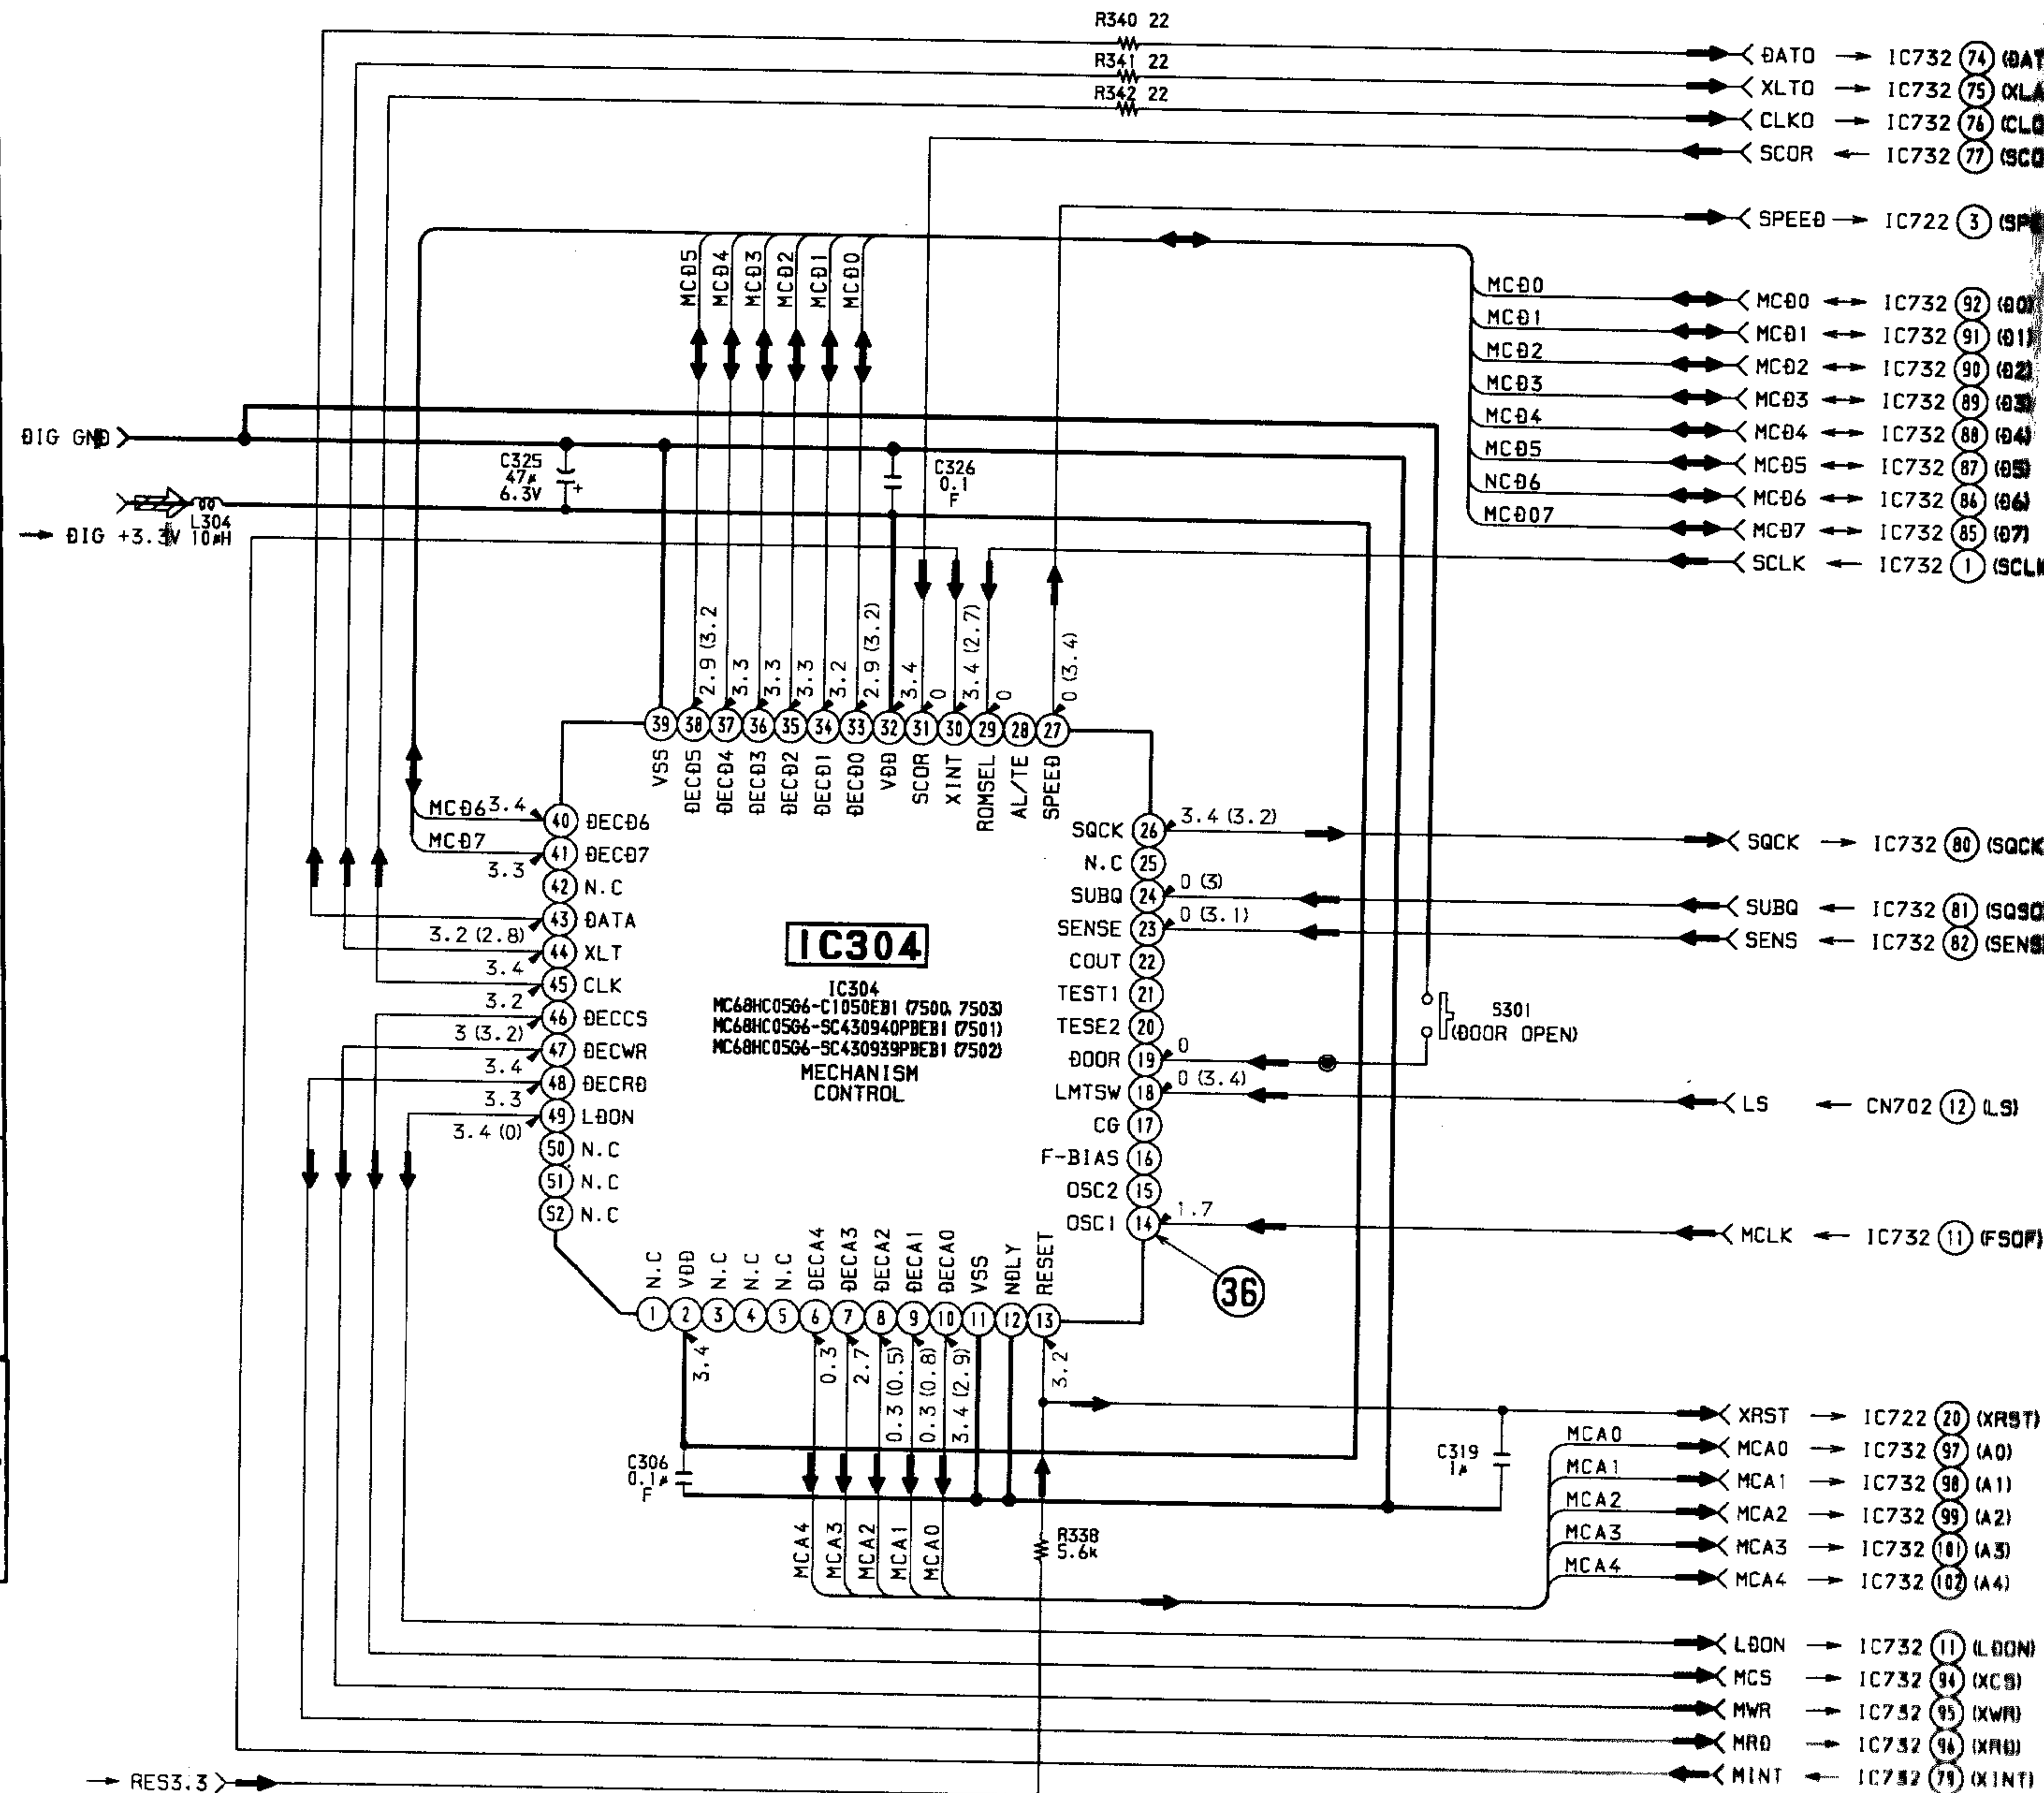 R340 22
R341 22
R342 22
DATO → IC732 74
XLTO → IC732 75
CLKO → IC732 76
SCOR ← IC732 77
SPEED → IC722 3
MCD5
MCD4
MCD3
MCD2
MCD1
MCD0
MCD0
MCD0 ↔ IC732 92 (D0)
MCD1
MCD1 ↔ IC732 91 (D1)
MCD2
MCD2 ↔ IC732 90 (D2)
MCD3
MCD3 ↔ IC732 89 (D3)
MCD4
MCD4 ↔ IC732 88 (D4)
MCD5
MCD5 ↔ IC732 87 (D5)
NCD6
MCD6 ↔ IC732 86 (D6)
MCD07
MCD7 ↔ IC732 85 (D7)
SCLK ← IC732 1 (SCLK
DIG GND
C325
47µ
6.3V
+
C326
0.1
F
L304
10µH
→ DIG +3.3V
2.9 (3.2
3.3
3.3
3.3
3.2
2.9 (3.2)
3.4
0
3.4 (2.7)
0
0 (3.4)
39 38 37 36 35 34 33 32 31 30 29 28 27
VSS
DECD5
DECD4
DECD3
DECD2
DECD1
DECD0
VDD
SCOR
XINT
ROMSEL
AL/TE
SPEED
MCD6 3.4 40 DECD6
MCD7 3.3 41 DECD7
42 N.C
43 DATA
3.2 (2.8) 44 XLT
3.4 45 CLK
3.2 46 DECCS
3 (3.2) 47 DECWR
3.4 48 DECRD
3.3 49 LDON
3.4 (0)
50 N.C
51 N.C
52 N.C
IC304
IC304
MC68HC05G6-C1050EB1 (7500, 7503)
MC68HC05G6-SC430940PBEB1 (7501)
MC68HC05G6-SC430939PBEB1 (7502)
MECHANISM
CONTROL
SQCK 26 3.4 (3.2)
SQCK → IC732 80 (SQCK
N.C 25
SUBQ 24 0 (3)
SUBQ ← IC732 81
SENSE 23 0 (3.1)
SENS ← IC732 82 (SENS
COUT 22
TEST1 21
TESE2 20
DOOR 19 0
S301
(DOOR OPEN)
LMTSW 18 0 (3.4)
LS ← CN702 12 (LS)
CG 17
F-BIAS 16
OSC2 15
OSC1 14 1.7
MCLK ← IC732 11 (FSOF)
36
N.C
VDD
N.C
N.C
N.C
DECA4
DECA3
DECA2
DECA1
DECA0
VSS
NDLY
RESET
1 2 3 4 5 6 7 8 9 10 11 12 13
3.4
0.3
2.7
0.3 (0.5)
0.3 (0.8)
3.4 (2.9)
3.2
C306
0.1µ
F
MCA4
MCA3
MCA2
MCA1
MCA0
R338
5.6k
C319
1µ
XRST → IC722 20 (XRST)
MCA0
MCA0 → IC732 97 (A0)
MCA1
MCA1 → IC732 98 (A1)
MCA2
MCA2 → IC732 99 (A2)
MCA3
MCA3 → IC732 101 (A3)
MCA4
MCA4 → IC732 102 (A4)
LDON → IC732 11 (LDON)
MCS → IC732 94 (XCS)
MWR → IC732 95 (XWR)
MRD → IC732 96 (XRD)
MINT ← IC732 79 (XINT)
→ RES3.3